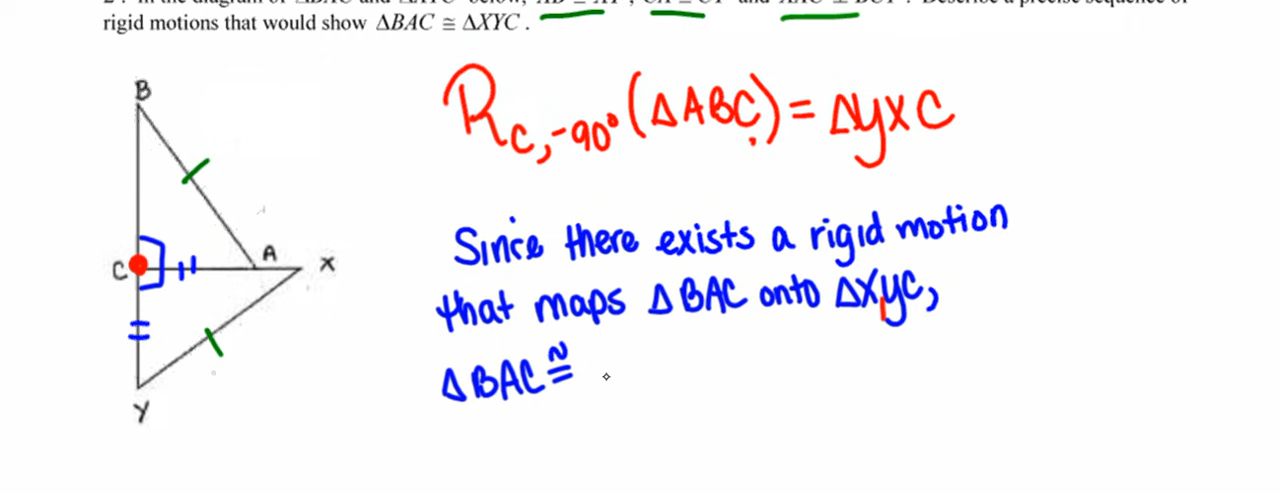 rigid motions that would show ΔBAC ≅ ΔXYC .
B
R_C,-90° (ΔABC) = ΔYXC
Since there exists a rigid motion
C A X
that maps ΔBAC onto ΔXYC,
ΔBAC ≅
Y